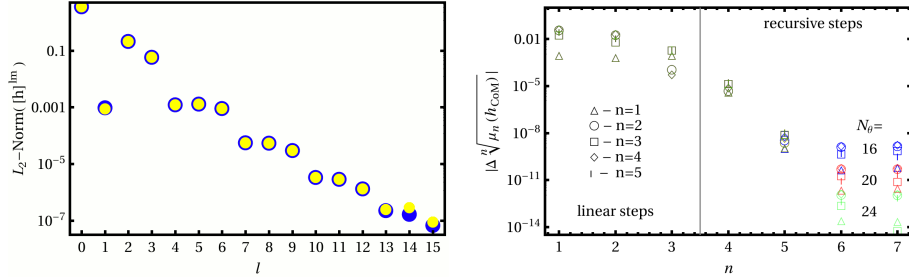 L₂−Norm( [h]ˡᵐ )
0.1
0.001
10⁻⁵
10⁻⁷
0 1 2 3 4 5 6 7 8 9 10 11 12 13 14 15
l
|Δ ⁿ√μₙ (h_CoM) |
0.01
10⁻⁵
10⁻⁸
10⁻¹¹
10⁻¹⁴
recursive steps
△ − n=1
○ − n=2
□ − n=3
◇ − n=4
ı − n=5
linear steps
N_θ=
16
20
24
1 2 3 4 5 6 7
n